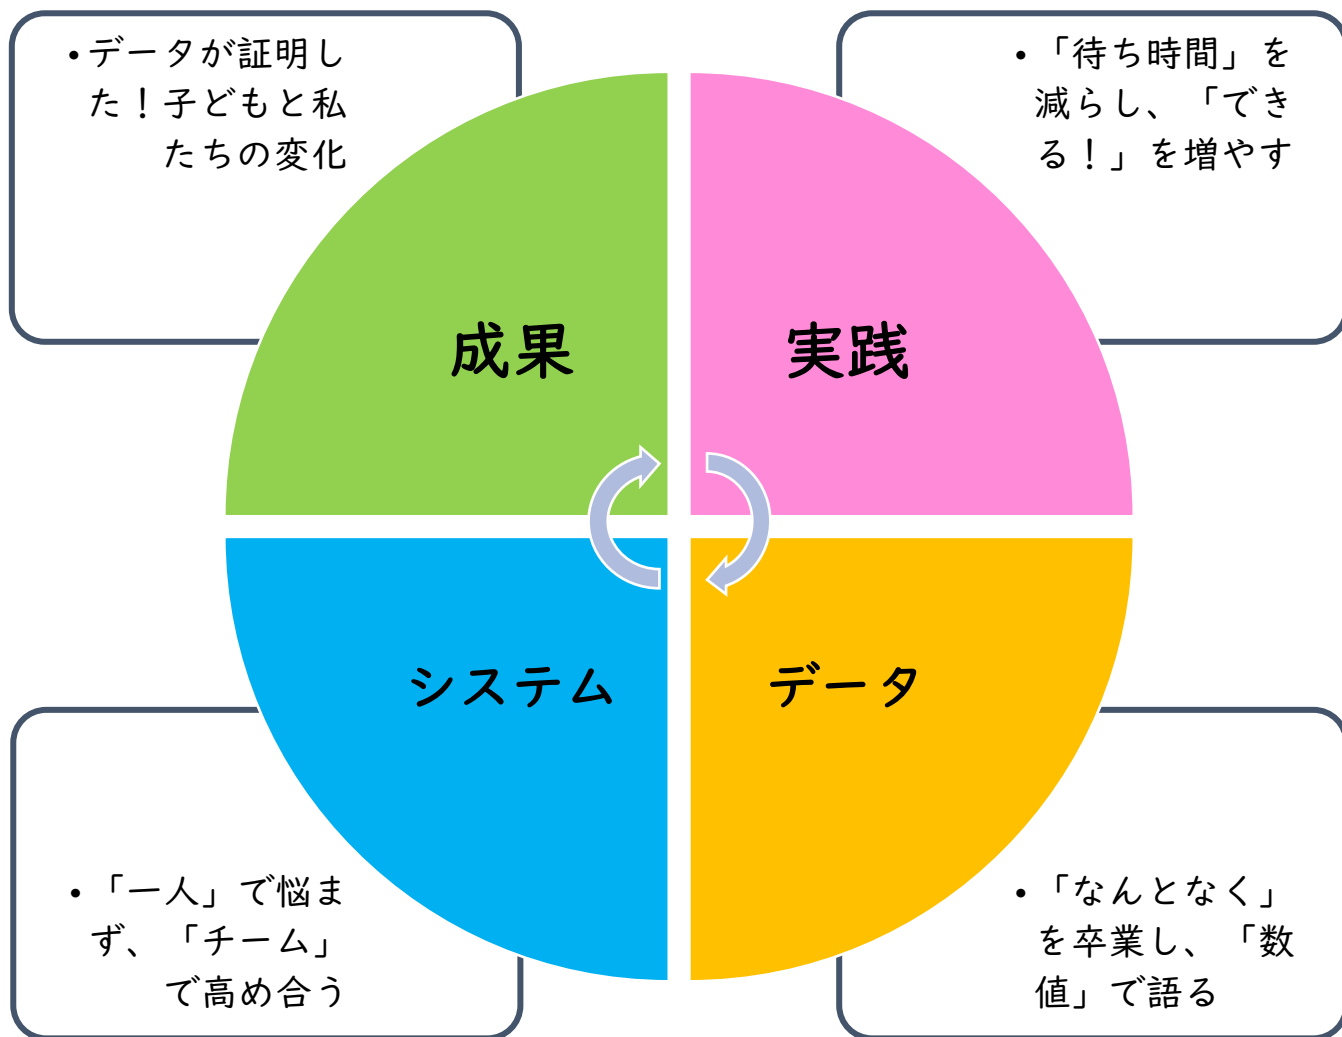 •データが証明し
た！子どもと私
たちの変化
•「待ち時間」を
減らし、「でき
る！」を増やす
成果
実践
システム
データ
•「一人」で悩ま
ず、「チーム」
で高め合う
•「なんとなく」
を卒業し、「数
値」で語る